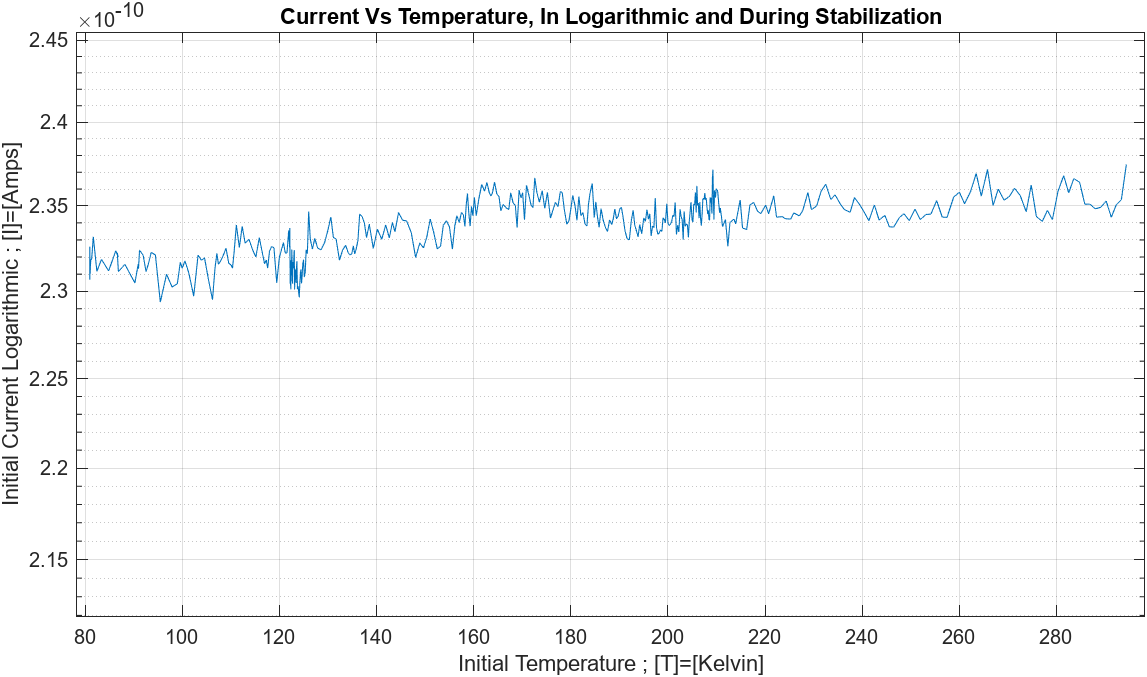 ×10-10
Current Vs Temperature, In Logarithmic and During Stabilization
2.45
2.4
2.35
2.3
2.25
2.2
2.15
Initial Current Logarithmic ; [I]=[Amps]
80 100 120 140 160 180 200 220 240 260 280
Initial Temperature ; [T]=[Kelvin]